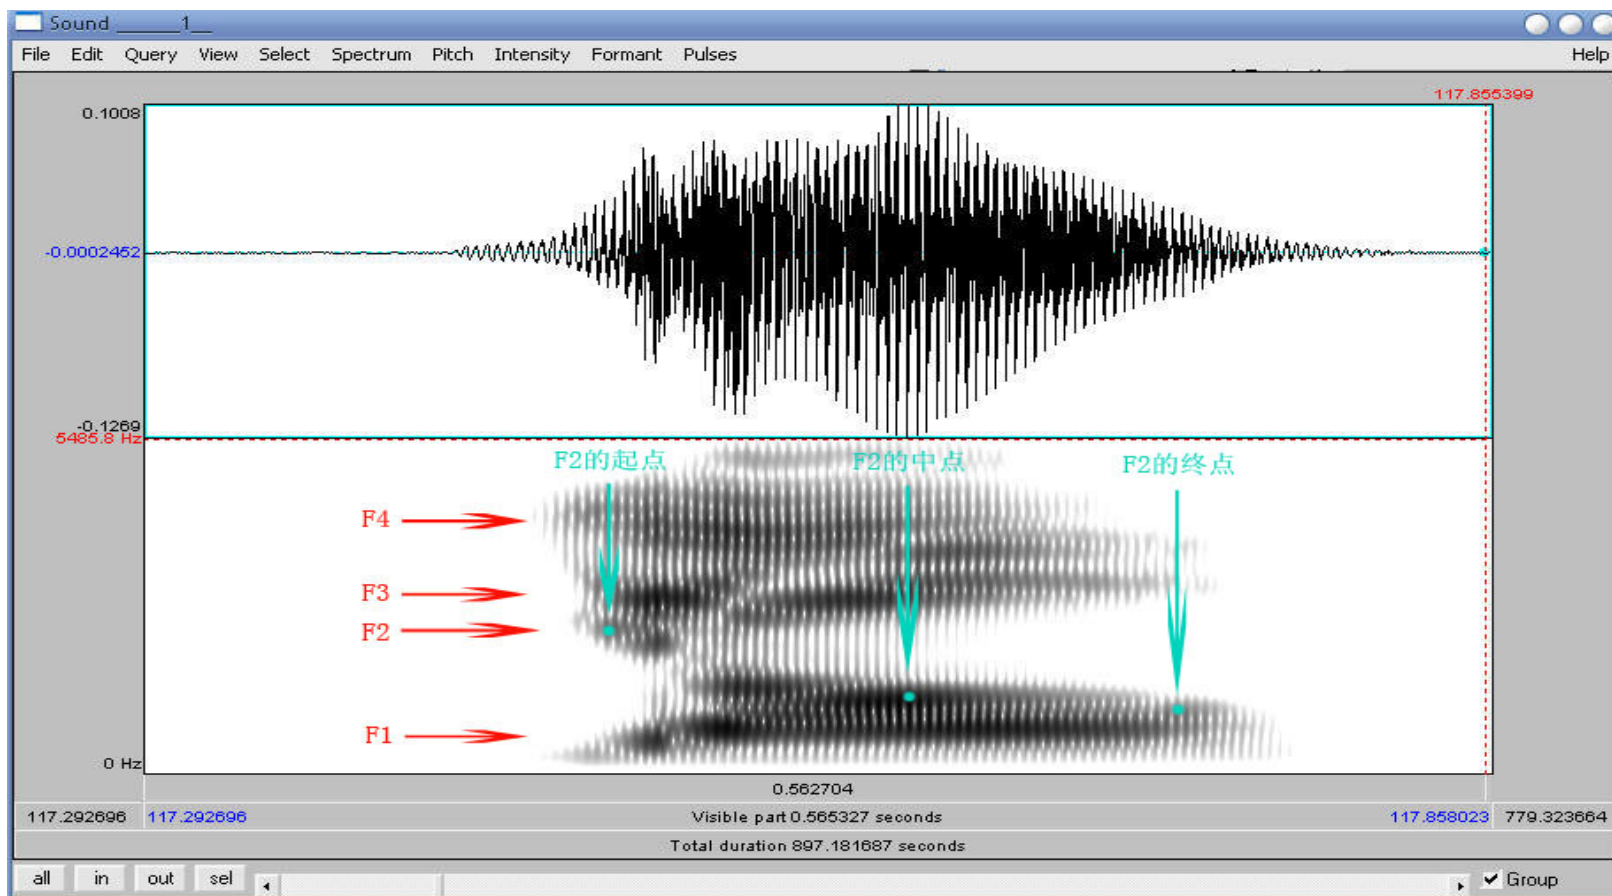 Sound ______1__
File Edit Query View Select Spectrum Pitch Intensity Formant Pulses Help
117.855399
0.1008
-0.0002452
-0.1269
5485.8 Hz
F2的起点 F2的中点 F2的终点
F4
F3
F2
F1
0 Hz
0.562704
117.292696 117.292696 Visible part 0.565327 seconds 117.858023 779.323664
Total duration 897.181687 seconds
all in out sel Group